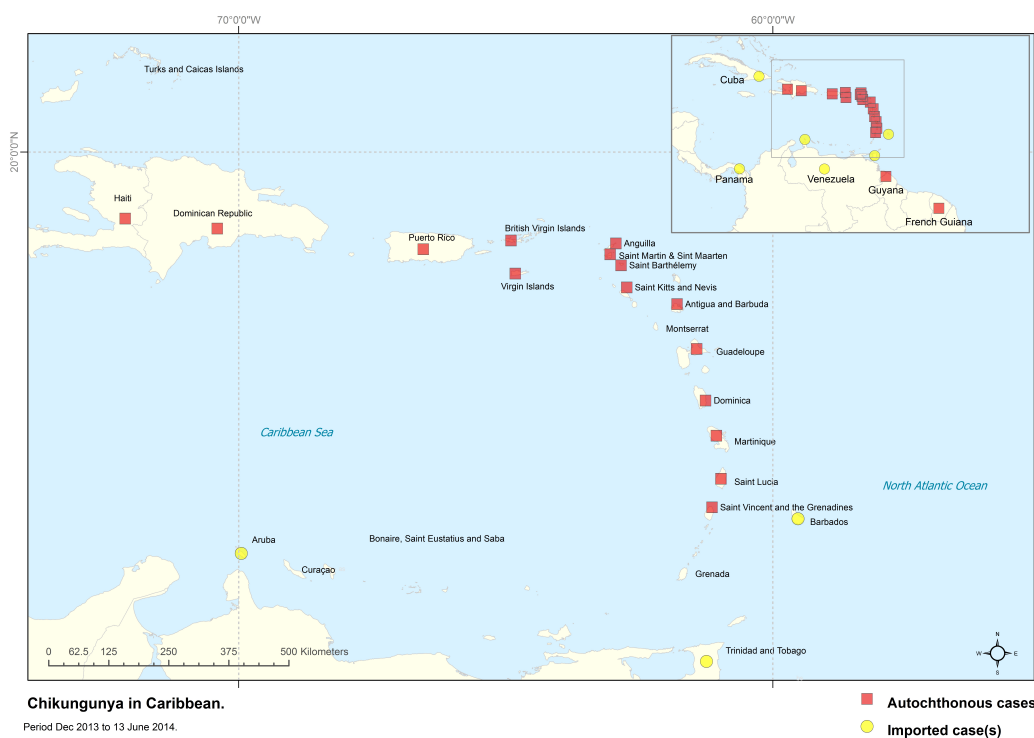 70°0'0"W
60°0'0"W
20°0'0"N
Turks and Caicas Islands
Cuba
Panama
Venezuela
Guyana
French Guiana
Haiti
Dominican Republic
Puerto Rico
British Virgin Islands
Virgin Islands
Anguilla
Saint Martin & Sint Maarten
Saint Barthélemy
Saint Kitts and Nevis
Antigua and Barbuda
Montserrat
Guadeloupe
Dominica
Caribbean Sea
Martinique
Saint Lucia
North Atlantic Ocean
Saint Vincent and the Grenadines
Barbados
Aruba
Bonaire, Saint Eustatius and Saba
Curaçao
Grenada
Trinidad and Tobago
0 62.5 125 250 375 500 Kilometers
N
W E
S
Chikungunya in Caribbean.
Period Dec 2013 to 13 June 2014.
Autochthonous cases
Imported case(s)